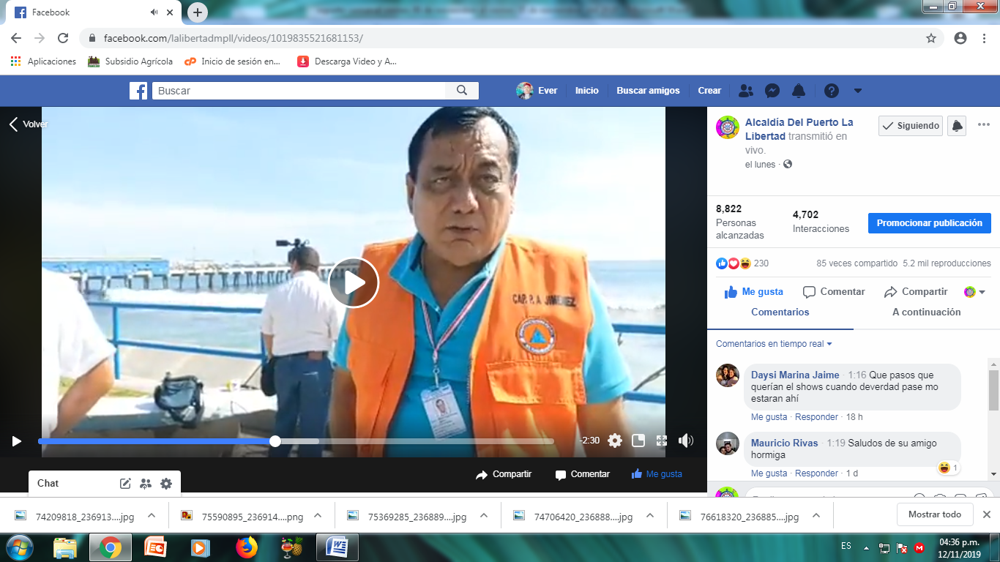 Facebook
facebook.com/lalibertadmpll/videos/1019835521681153/
Aplicaciones
Subsidio Agrícola
Inicio de sesión en...
Descarga Video y A...
Buscar
Ever
Inicio
Buscar amigos
Crear
Volver
CAP. P. A. JIMENEZ
-2:30
Compartir
Comentar
Me gusta
Chat
Alcaldía Del Puerto La
Libertad transmitió en
vivo.
el lunes ·
Siguiendo
8,822
Personas
alcanzadas
4,702
Interacciones
Promocionar publicación
230
85 veces compartido
5.2 mil reproducciones
Me gusta
Comentar
Compartir
Comentarios
A continuación
Comentarios en tiempo real
Daysi Marina Jaime · 1:16 Que pasos que
querían el shows cuando deverdad pase mo
estaran ahí
Me gusta · Responder · 18 h
Mauricio Rivas · 1:19 Saludos de su amigo
hormiga
1
Me gusta · Responder · 1 d
74209818_236913....jpg
75590895_236914....png
75369285_236889....jpg
74706420_236888....jpg
76618320_236885....jpg
Mostrar todo
ES
04:36 p.m.
12/11/2019